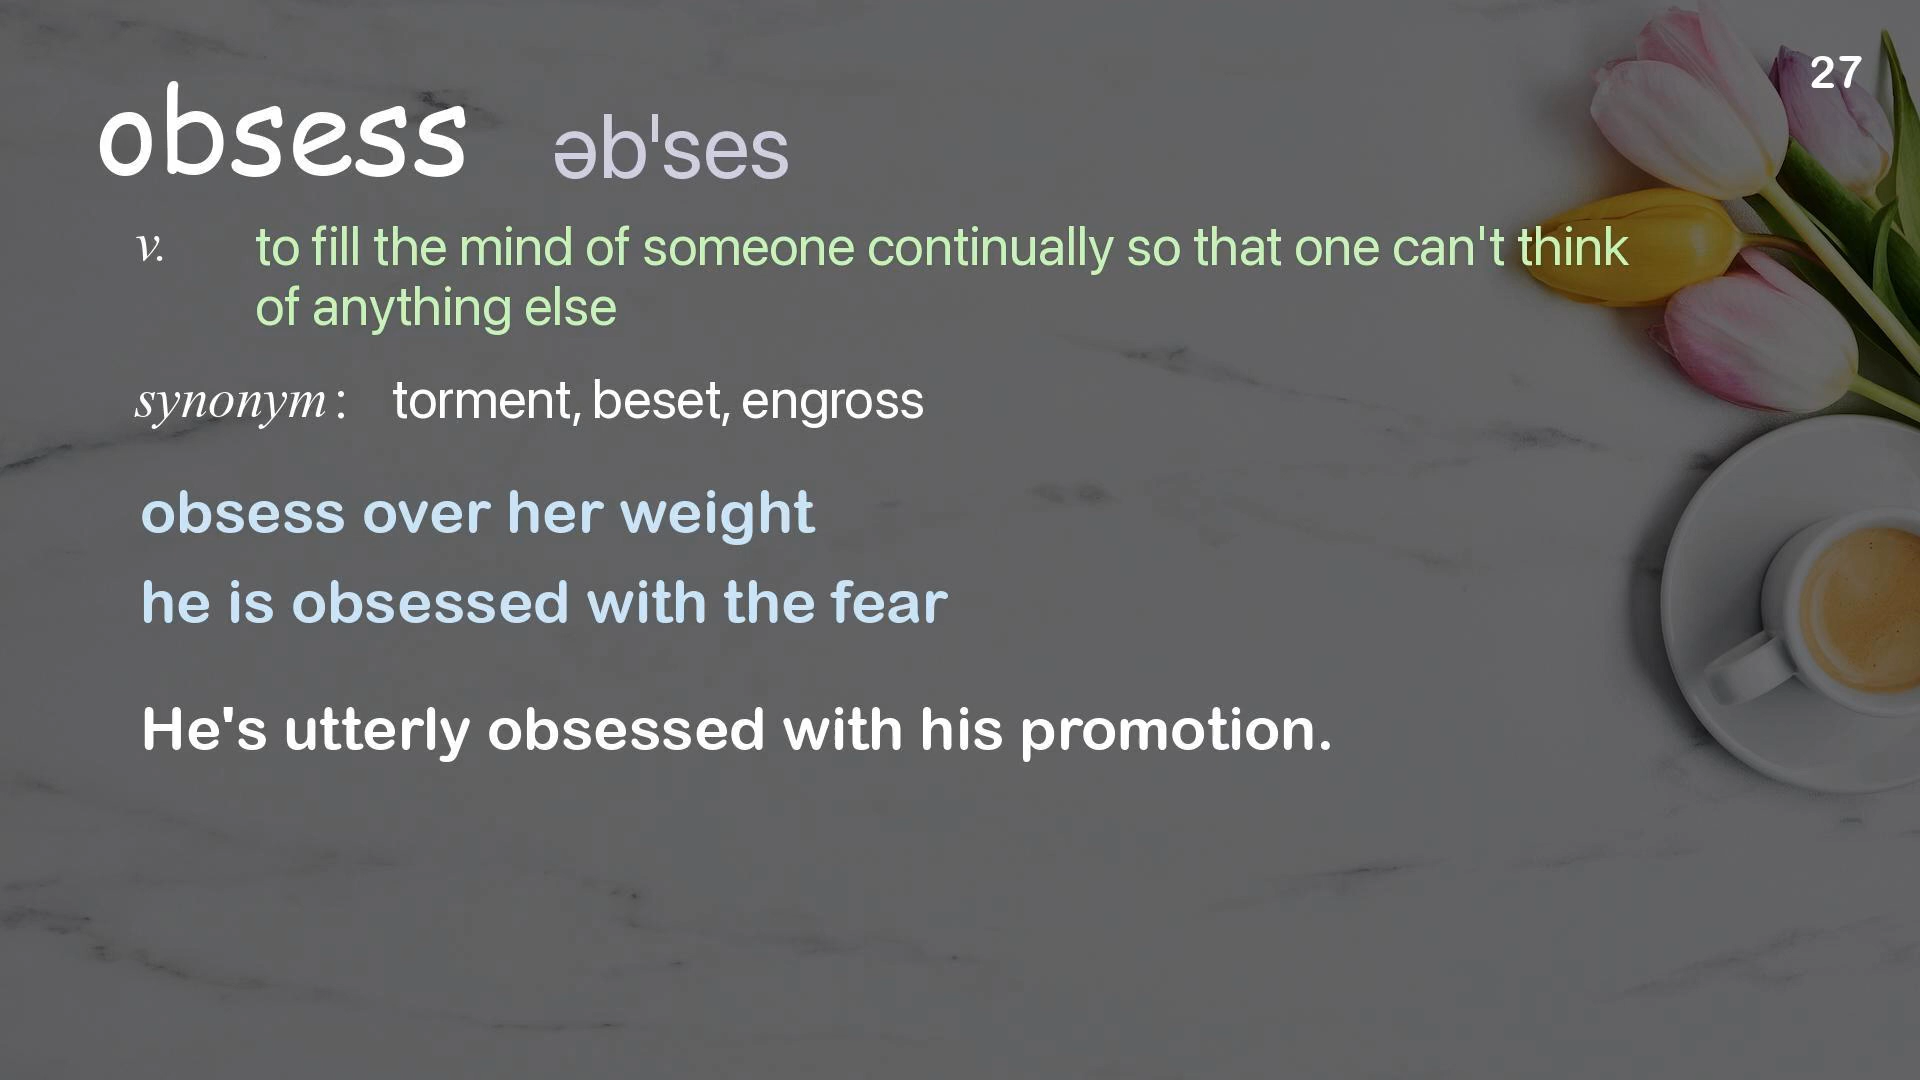 27
obsess əb'ses
v. to fill the mind of someone continually so that one can't think
of anything else
synonym: torment, beset, engross
obsess over her weight
he is obsessed with the fear
He's utterly obsessed with his promotion.